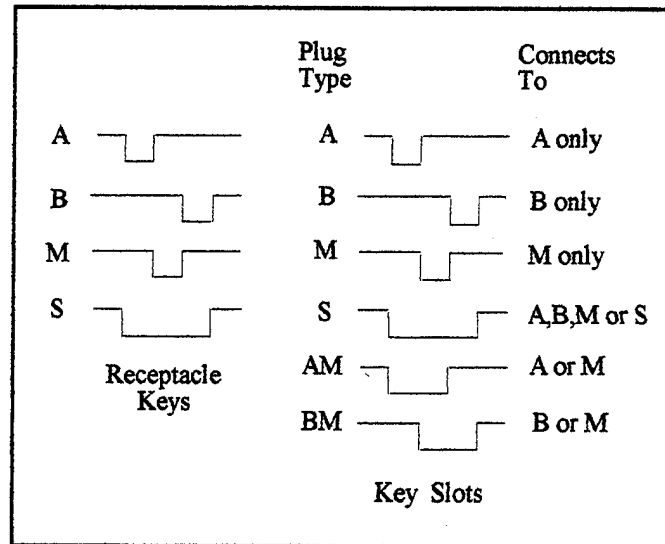 Plug
Type
Connects
To
A
A
A only
B
B
B only
M
M
M only
S
S
A,B,M or S
Receptacle
Keys
AM
A or M
BM
B or M
Key Slots